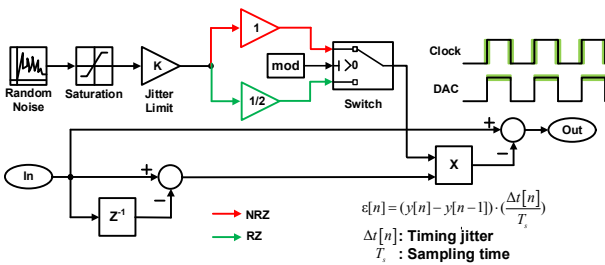 Random
Noise
Saturation
K
Jitter
Limit
1
1/2
mod
>0
Switch
Clock
DAC
In
Z⁻¹
+
−
X
+
−
Out
NRZ
RZ
ε[n] = (y[n] − y[n−1])·(Δt[n]/Tₛ)
Δt[n]: Timing jitter
Tₛ : Sampling time